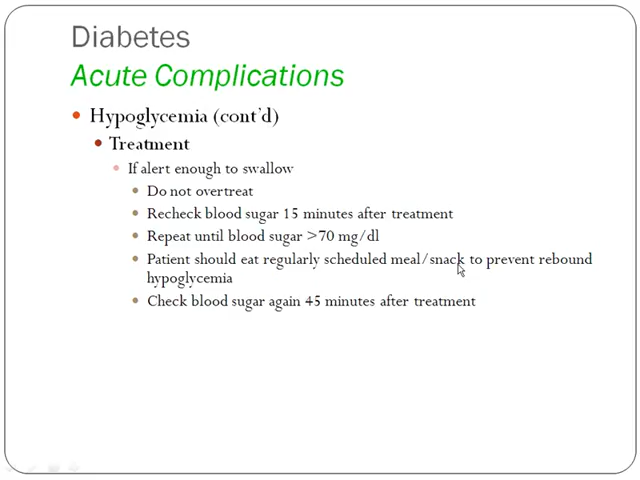 Diabetes
Acute Complications
Hypoglycemia (cont'd)
Treatment
If alert enough to swallow
Do not overtreat
Recheck blood sugar 15 minutes after treatment
Repeat until blood sugar >70 mg/dl
Patient should eat regularly scheduled meal/snack to prevent rebound
hypoglycemia
Check blood sugar again 45 minutes after treatment